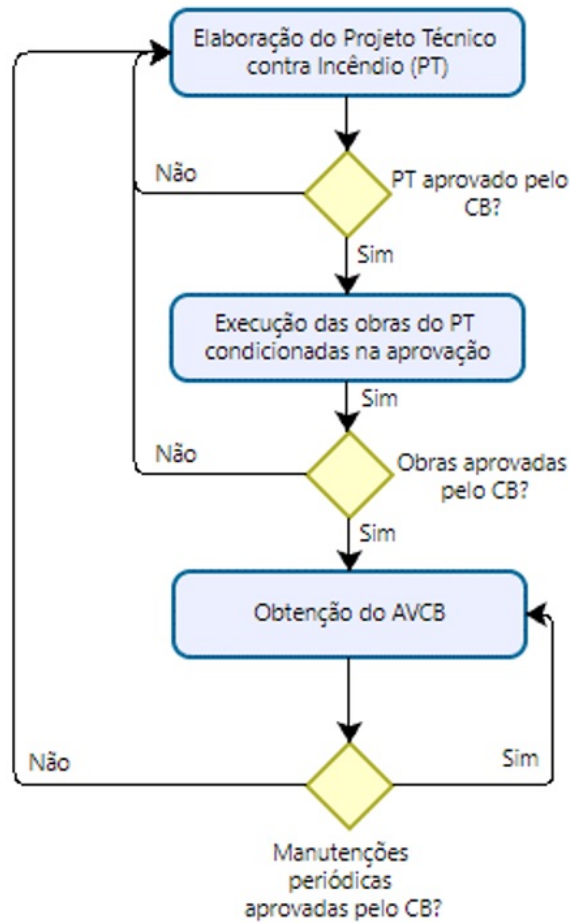 Elaboração do Projeto Técnico
contra Incêndio (PT)
Não
PT aprovado pelo
CB?
Sim
Execução das obras do PT
condicionadas na aprovação
Sim
Não
Obras aprovadas
pelo CB?
Sim
Obtenção do AVCB
Não
Sim
Manutenções
periódicas
aprovadas pelo CB?